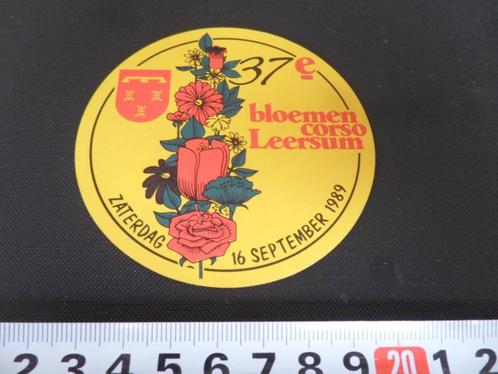 37e
bloemen
corso
Leersum
ZATERDAG 16 SEPTEMBER 1989
2 3 4 5 6 7 8 9 20 1 2